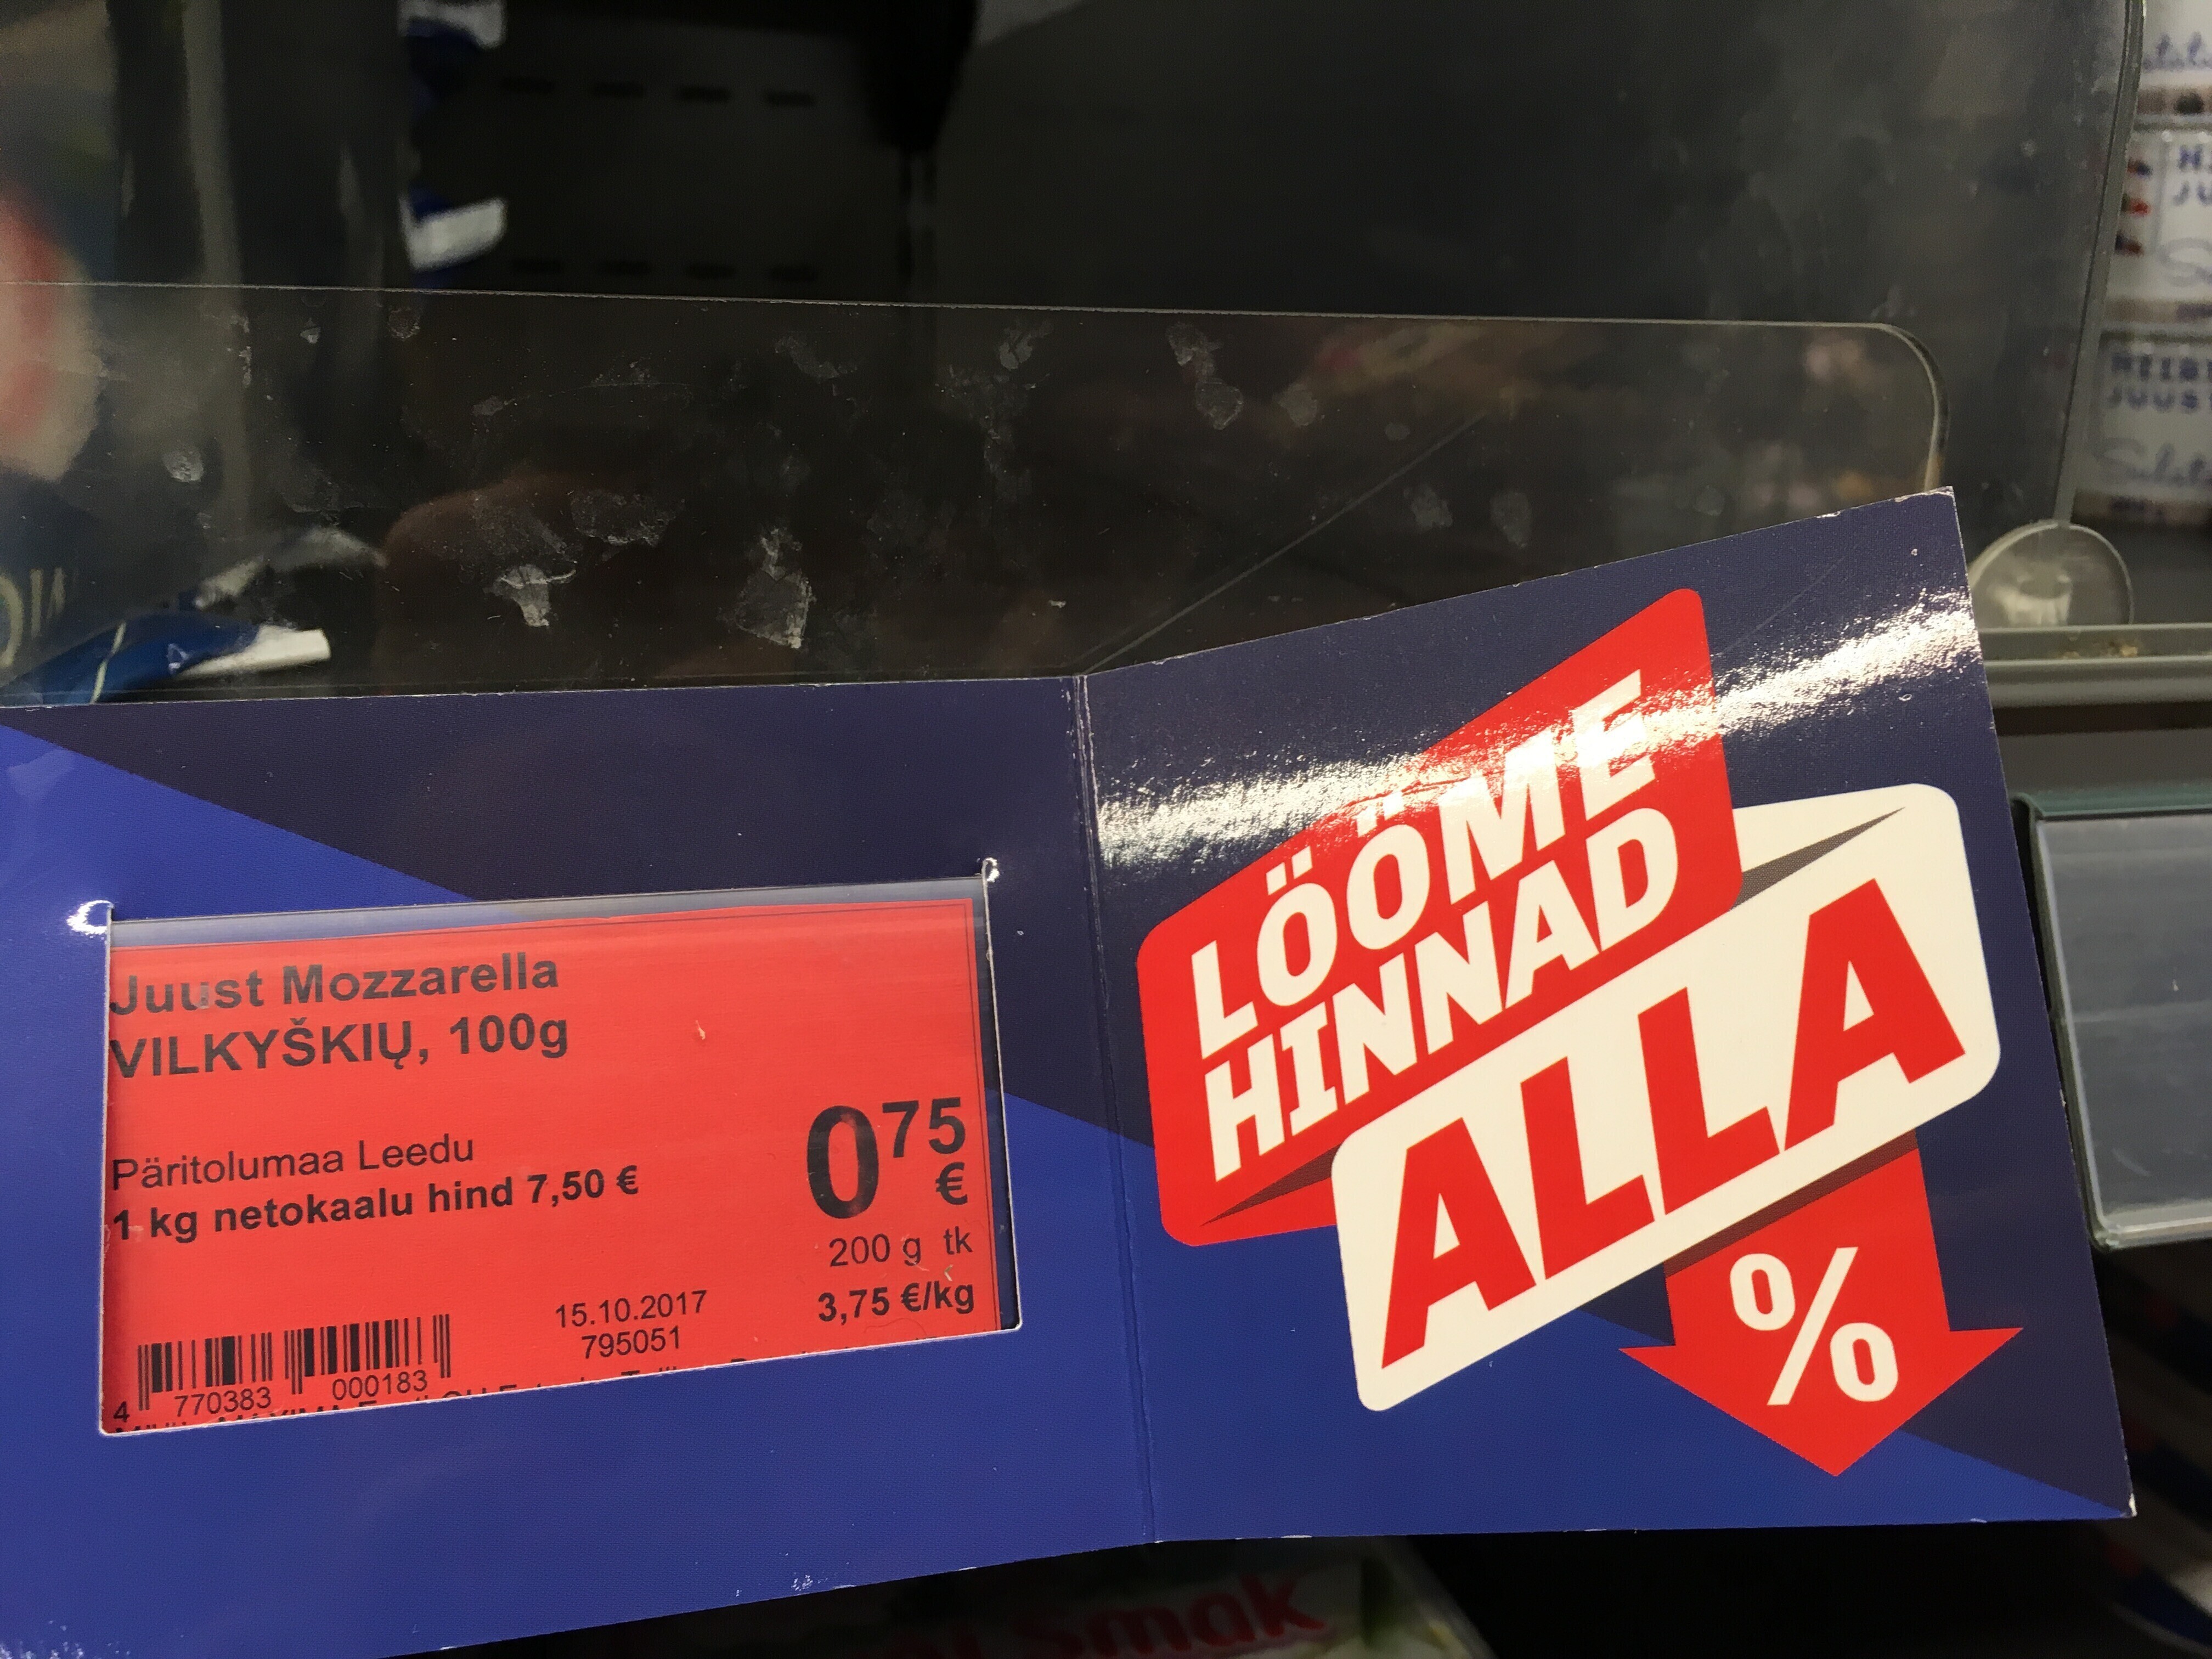 Juust Mozzarella
VILKYŠKIŲ, 100g
Päritolumaa Leedu
1 kg netokaalu hind 7,50 €
0 75
€
200 g tk
3,75 €/kg
15.10.2017
795051
4 770383 000183
LÖÖME
HINNAD
ALLA
%
Smak